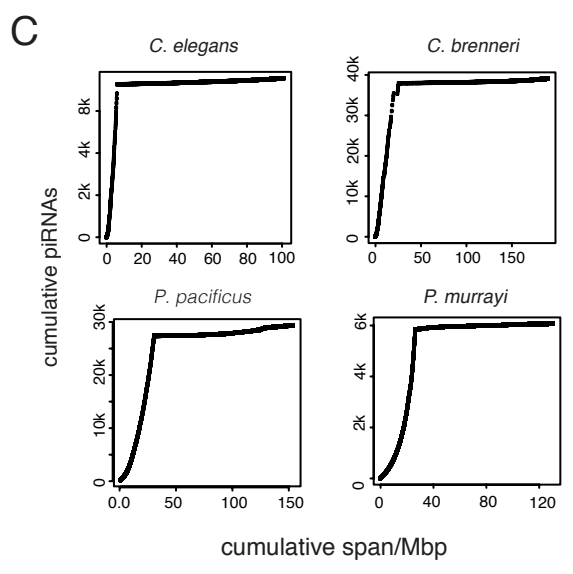 C
C. elegans
C. brenneri
8k
4k
2k
0
0 20 40 60 80 100
40k
30k
20k
10k
0
0 50 100 150
cumulative piRNAs
P. pacificus
P. murrayi
30k
20k
10k
0
0.0 50 100 150
6k
4k
2k
0
0 40 80 120
cumulative span/Mbp